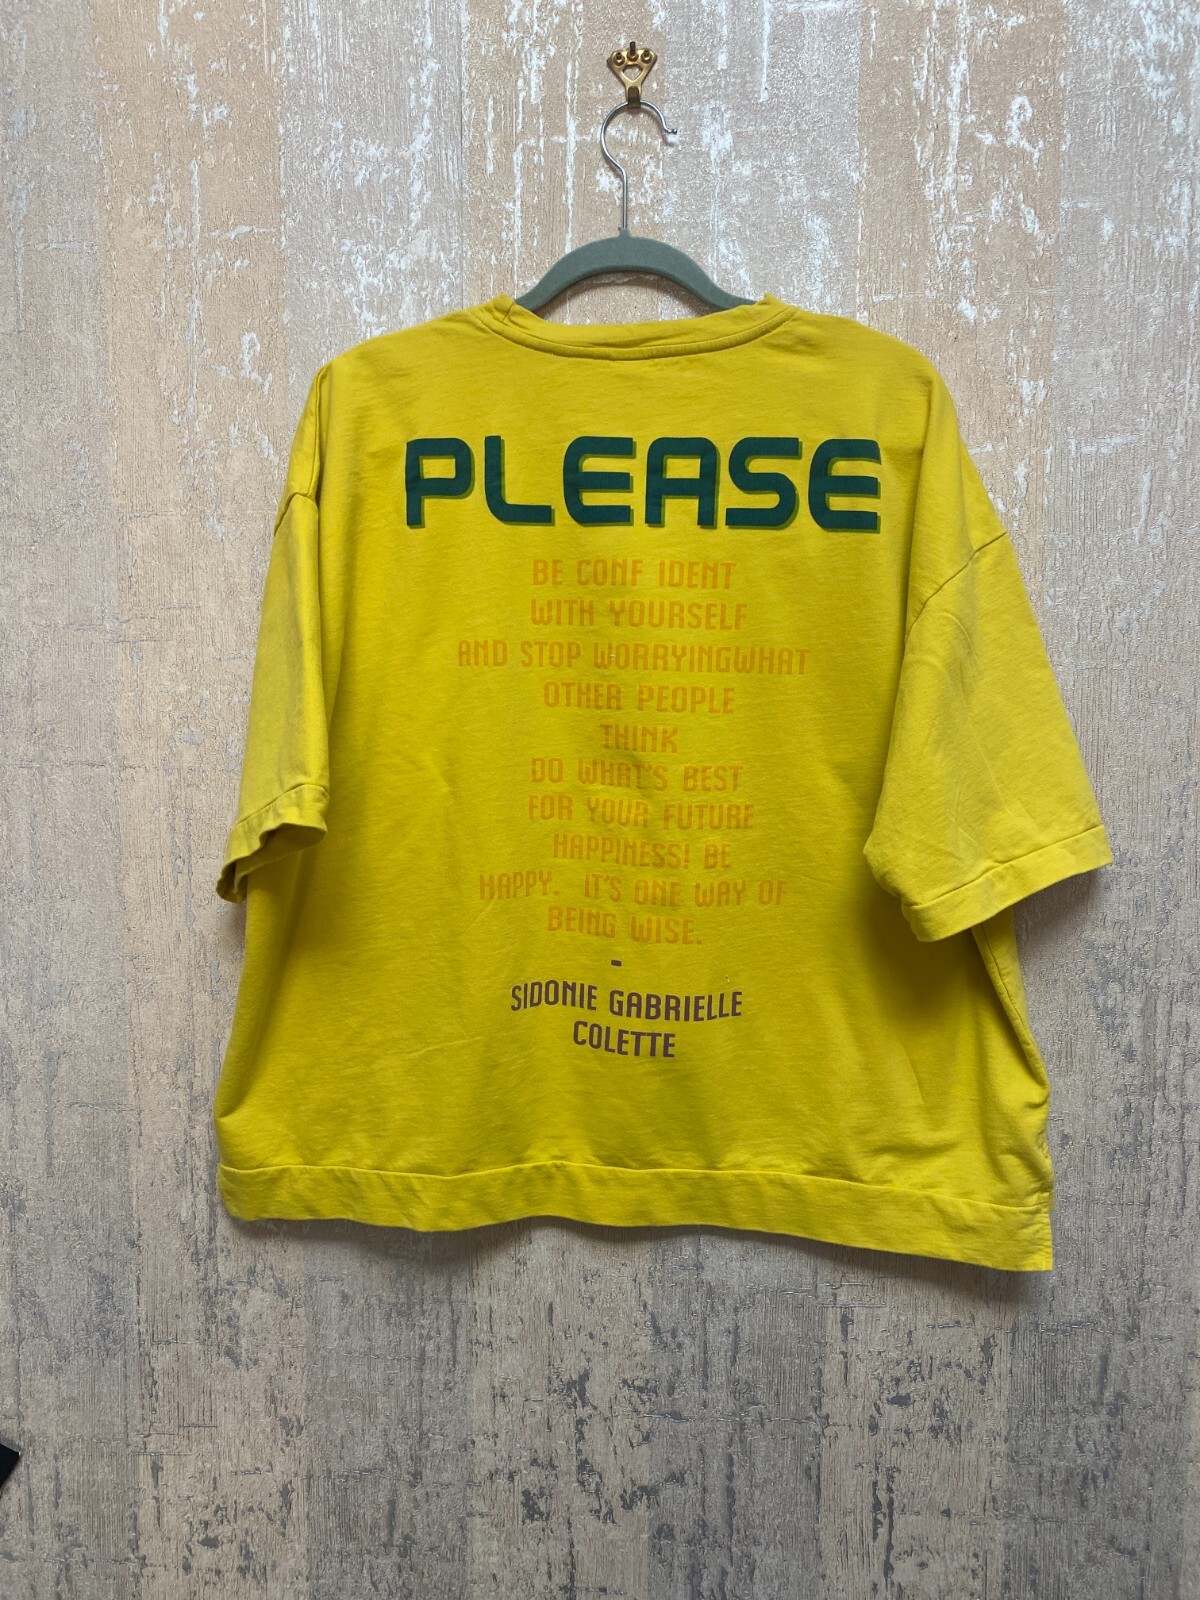 PLEASE
BE CONF IDENT
WITH YOURSELF
AND STOP WORRYINGWHAT
OTHER PEOPLE
THINK
DO WHAT'S BEST
FOR YOUR FUTURE
HAPPINESS! BE
HAPPY. IT'S ONE WAY OF
BEING WISE.
-
SIDONIE GABRIELLE
COLETTE